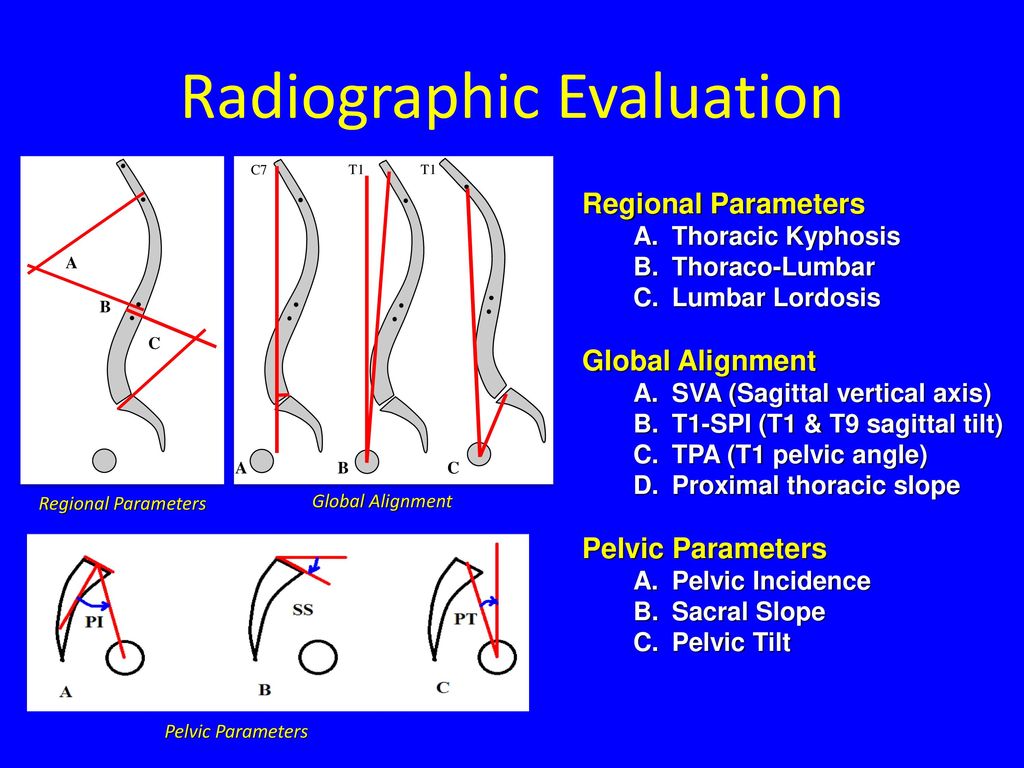 Radiographic Evaluation
A
B
C
Regional Parameters
C7
T1
T1
A
B
C
Global Alignment
PI
A
SS
B
PT
C
Pelvic Parameters
Regional Parameters
A. Thoracic Kyphosis
B. Thoraco-Lumbar
C. Lumbar Lordosis
Global Alignment
A. SVA (Sagittal vertical axis)
B. T1-SPI (T1 & T9 sagittal tilt)
C. TPA (T1 pelvic angle)
D. Proximal thoracic slope
Pelvic Parameters
A. Pelvic Incidence
B. Sacral Slope
C. Pelvic Tilt